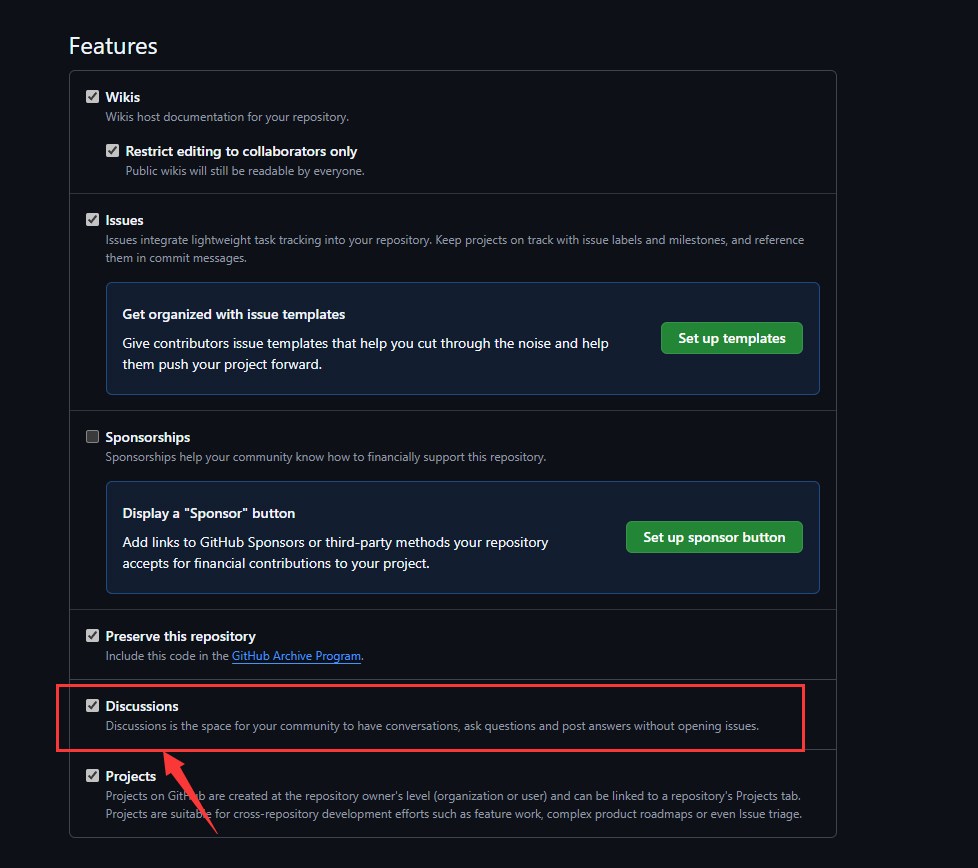 Features
Wikis
Wikis host documentation for your repository.
Restrict editing to collaborators only
Public wikis will still be readable by everyone.
Issues
Issues integrate lightweight task tracking into your repository. Keep projects on track with issue labels and milestones, and reference
them in commit messages.
Get organized with issue templates
Give contributors issue templates that help you cut through the noise and help
them push your project forward.
Set up templates
Sponsorships
Sponsorships help your community know how to financially support this repository.
Display a "Sponsor" button
Add links to GitHub Sponsors or third-party methods your repository
accepts for financial contributions to your project.
Set up sponsor button
Preserve this repository
Include this code in the GitHub Archive Program.
Discussions
Discussions is the space for your community to have conversations, ask questions and post answers without opening issues.
Projects
Projects on GitHub are created at the repository owner's level (organization or user) and can be linked to a repository's Projects tab.
Projects are suitable for cross-repository development efforts such as feature work, complex product roadmaps or even Issue triage.